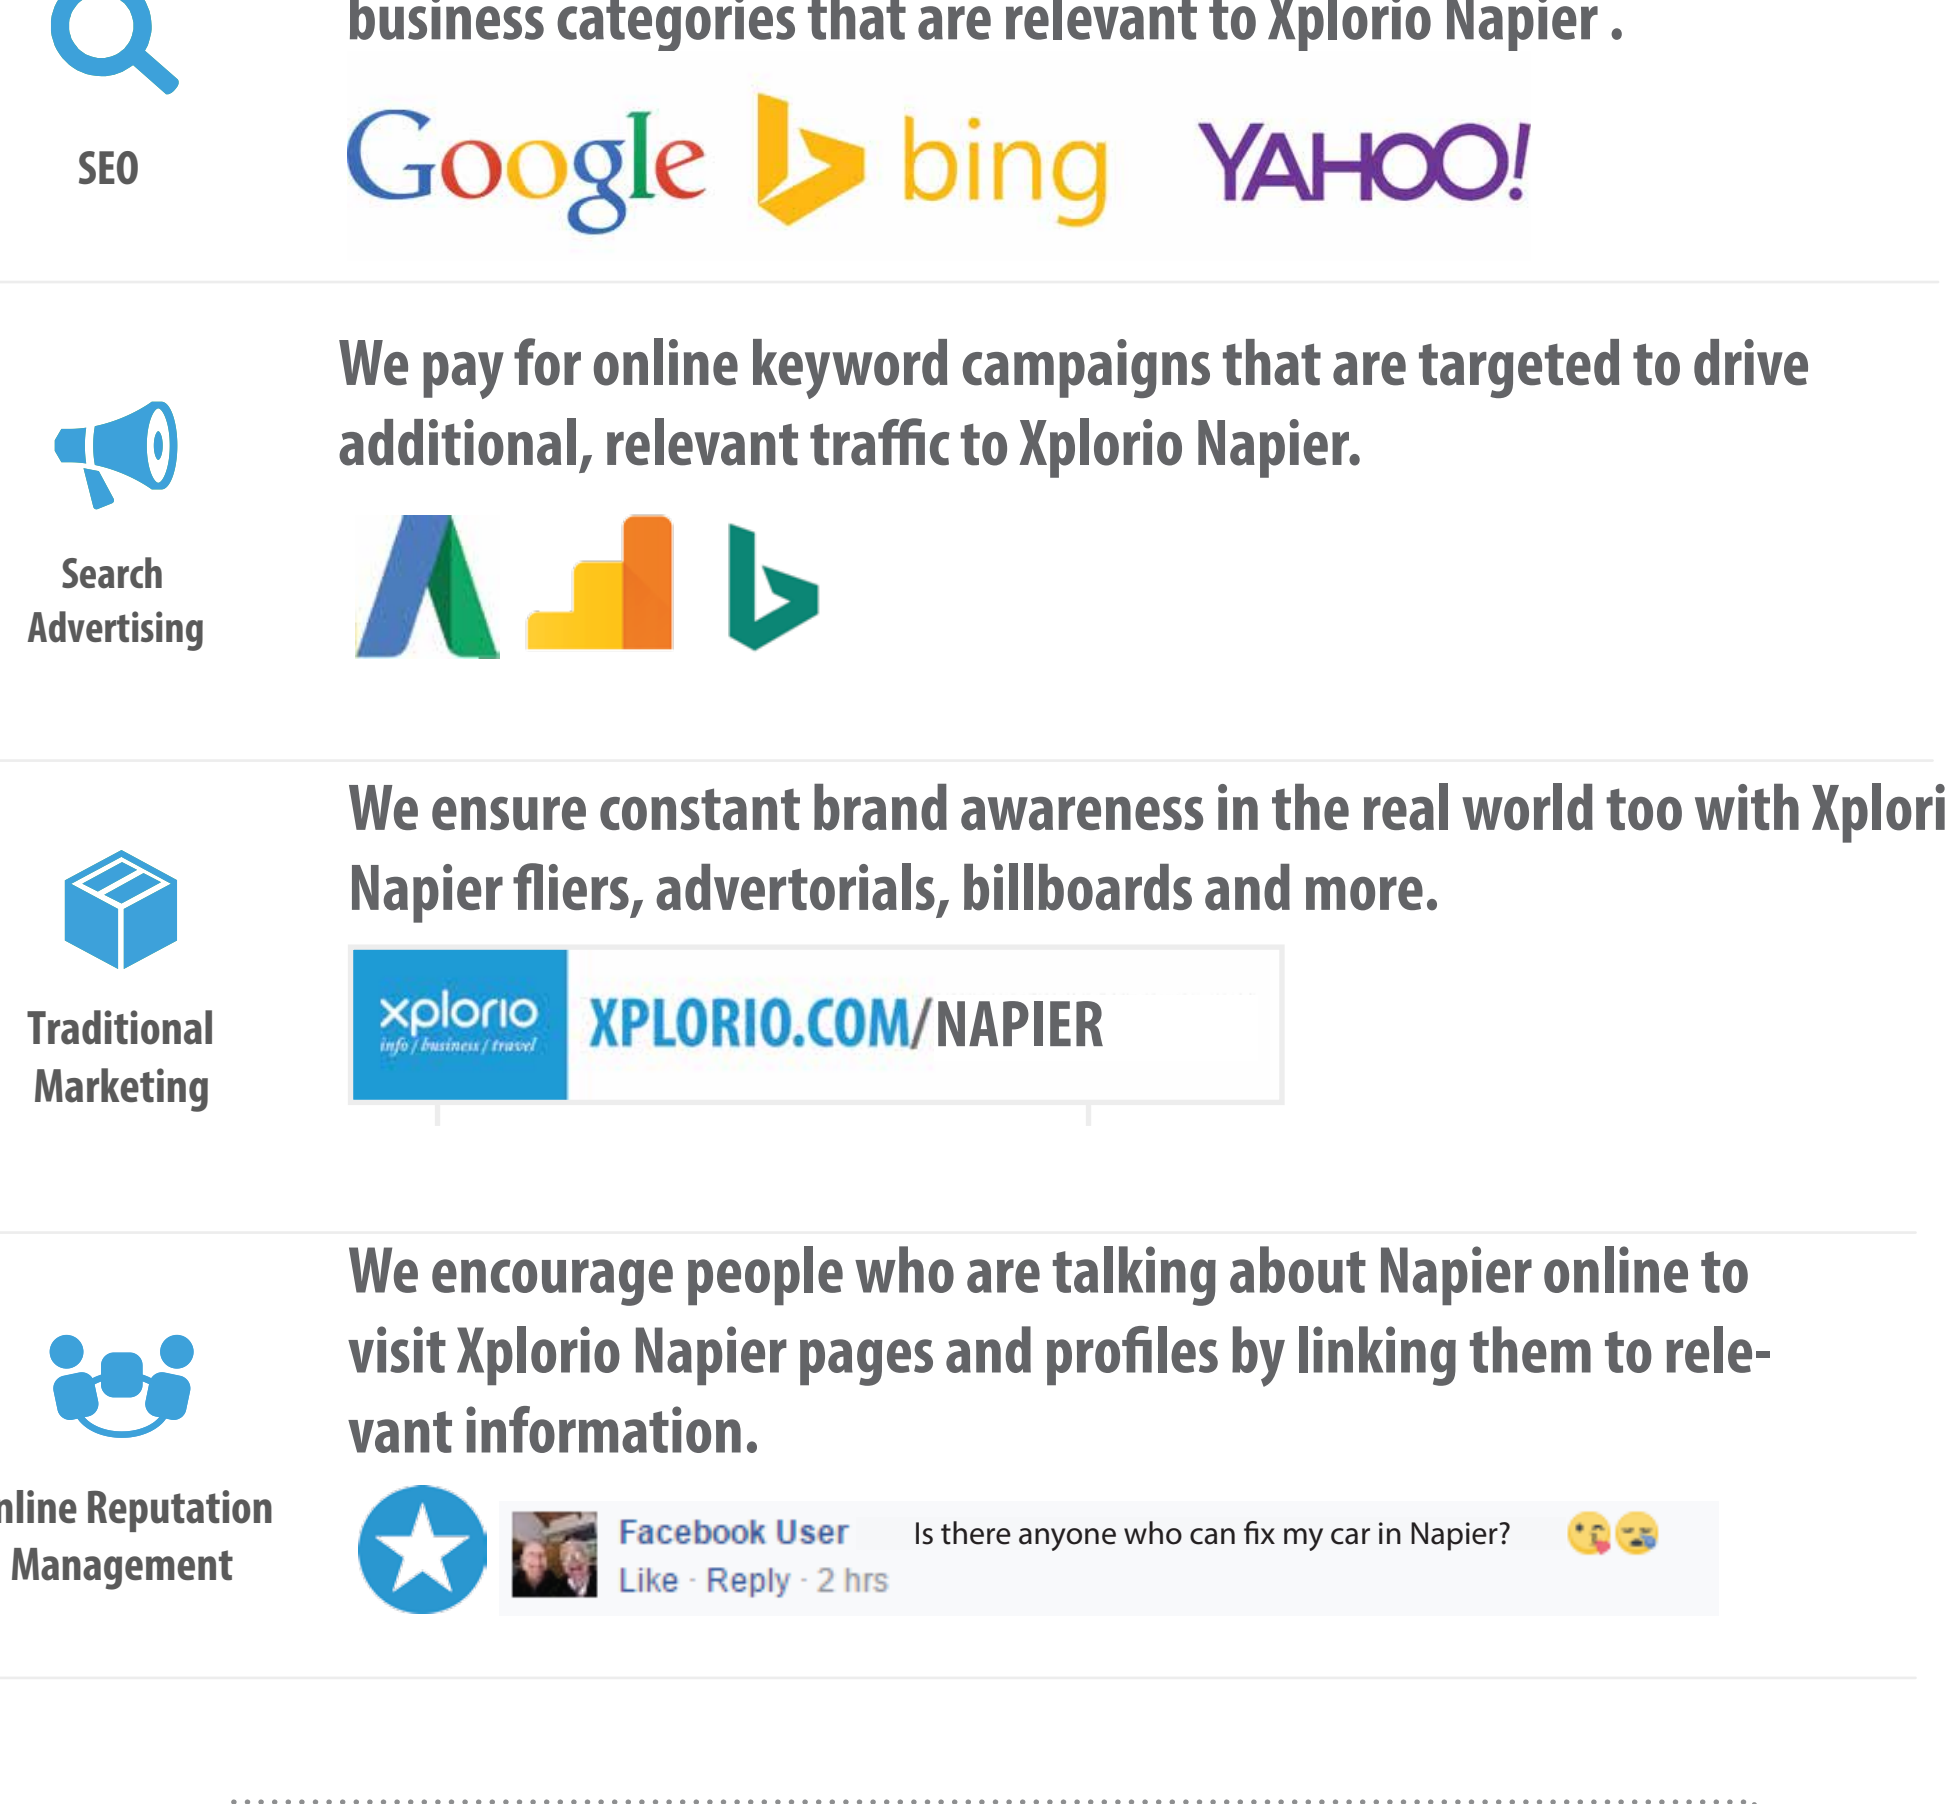 business categories that are relevant to Xplorio Napier .
SEO
Google bing YAHOO!
We pay for online keyword campaigns that are targeted to drive
additional, relevant traffic to Xplorio Napier.
Search
Advertising
We ensure constant brand awareness in the real world too with Xplori
Napier fliers, advertorials, billboards and more.
Traditional
Marketing
xplorio
info / business / travel
XPLORIO.COM/NAPIER
We encourage people who are talking about Napier online to
visit Xplorio Napier pages and profiles by linking them to rele-
vant information.
nline Reputation
Management
Facebook User Is there anyone who can fix my car in Napier?
Like · Reply · 2 hrs